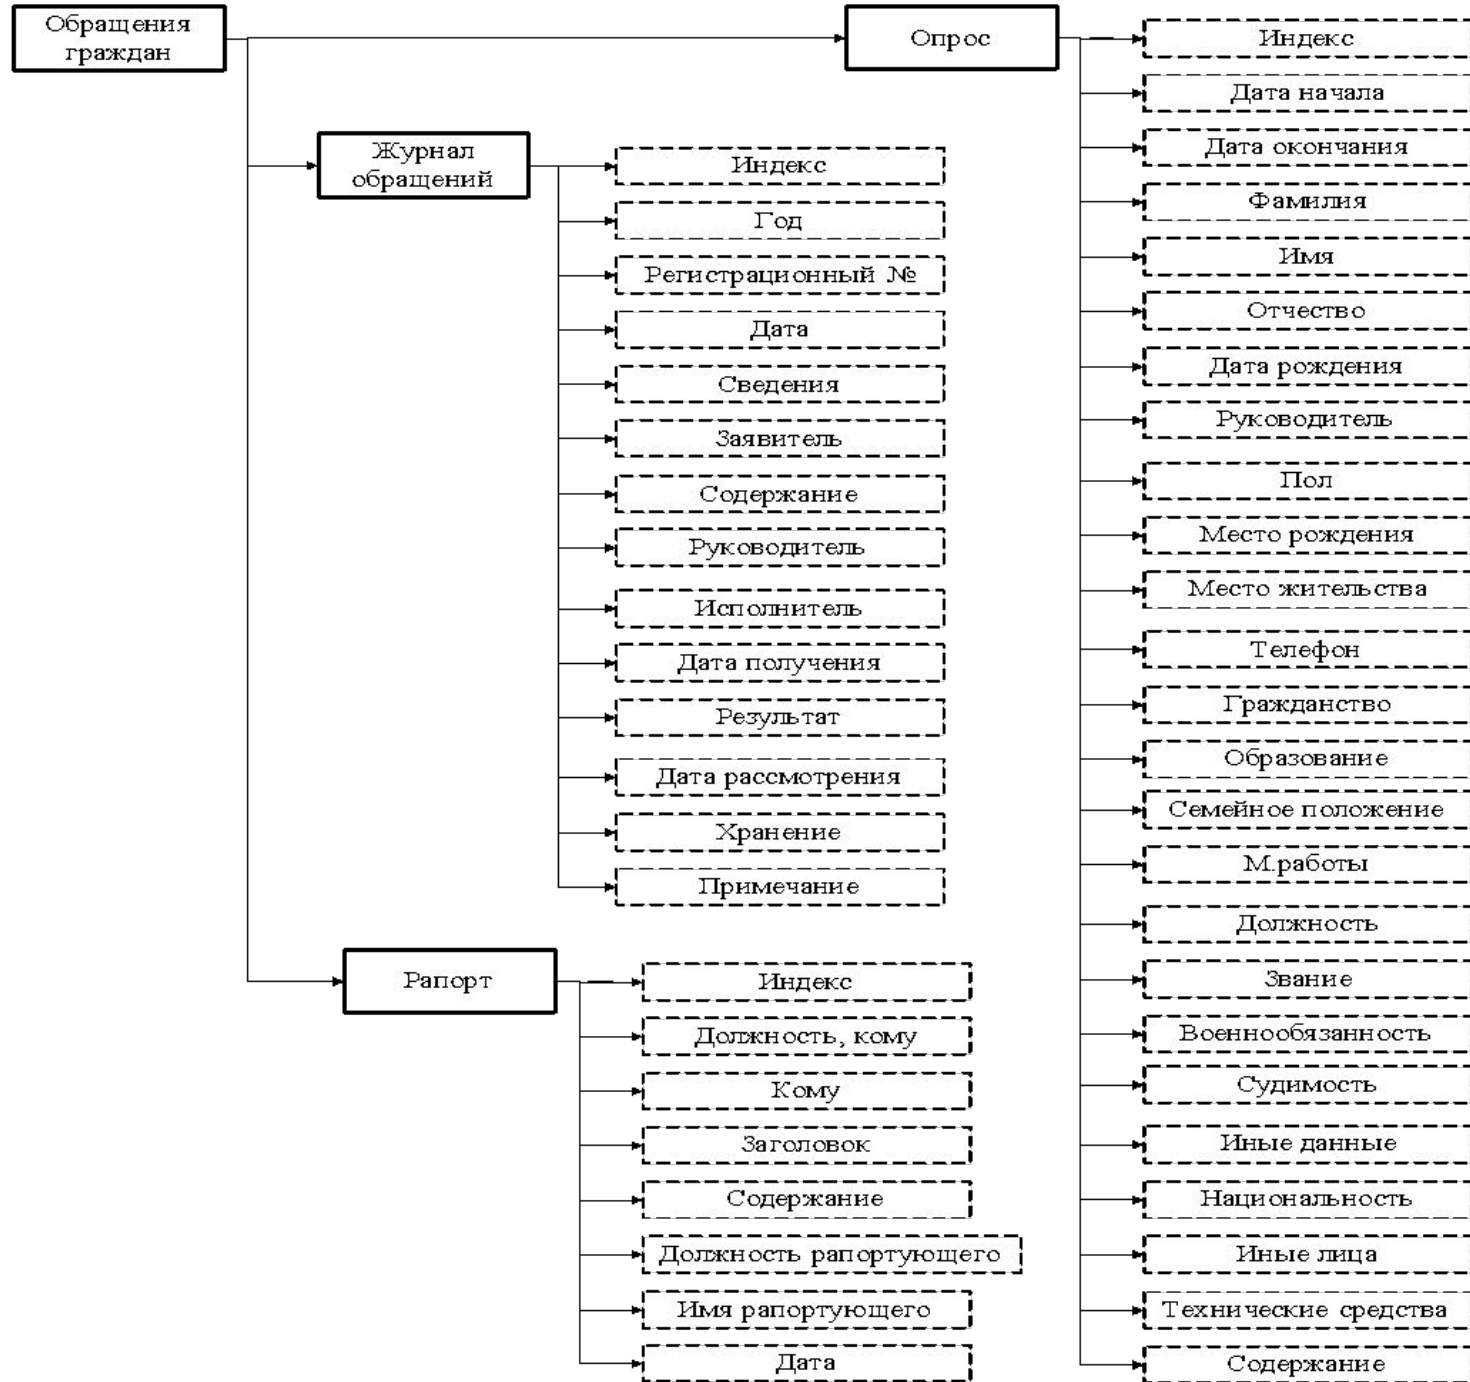 Обращения
граждан
Опрос
Индекс
Дата начала
Дата окончания
Фамилия
Имя
Отчество
Дата рождения
Руководитель
Пол
Место рождения
Место жительства
Телефон
Гражданство
Образование
Семейное положение
М.работы
Должность
Звание
Военнообязанность
Судимость
Иные данные
Национальность
Иные лица
Технические средства
Содержание
Журнал
обращений
Индекс
Год
Регистрационный №
Дата
Сведения
Заявитель
Содержание
Руководитель
Исполнитель
Дата получения
Результат
Дата рассмотрения
Хранение
Примечание
Рапорт
Индекс
Должность, кому
Кому
Заголовок
Содержание
Должность рапортующего
Имя рапортующего
Дата